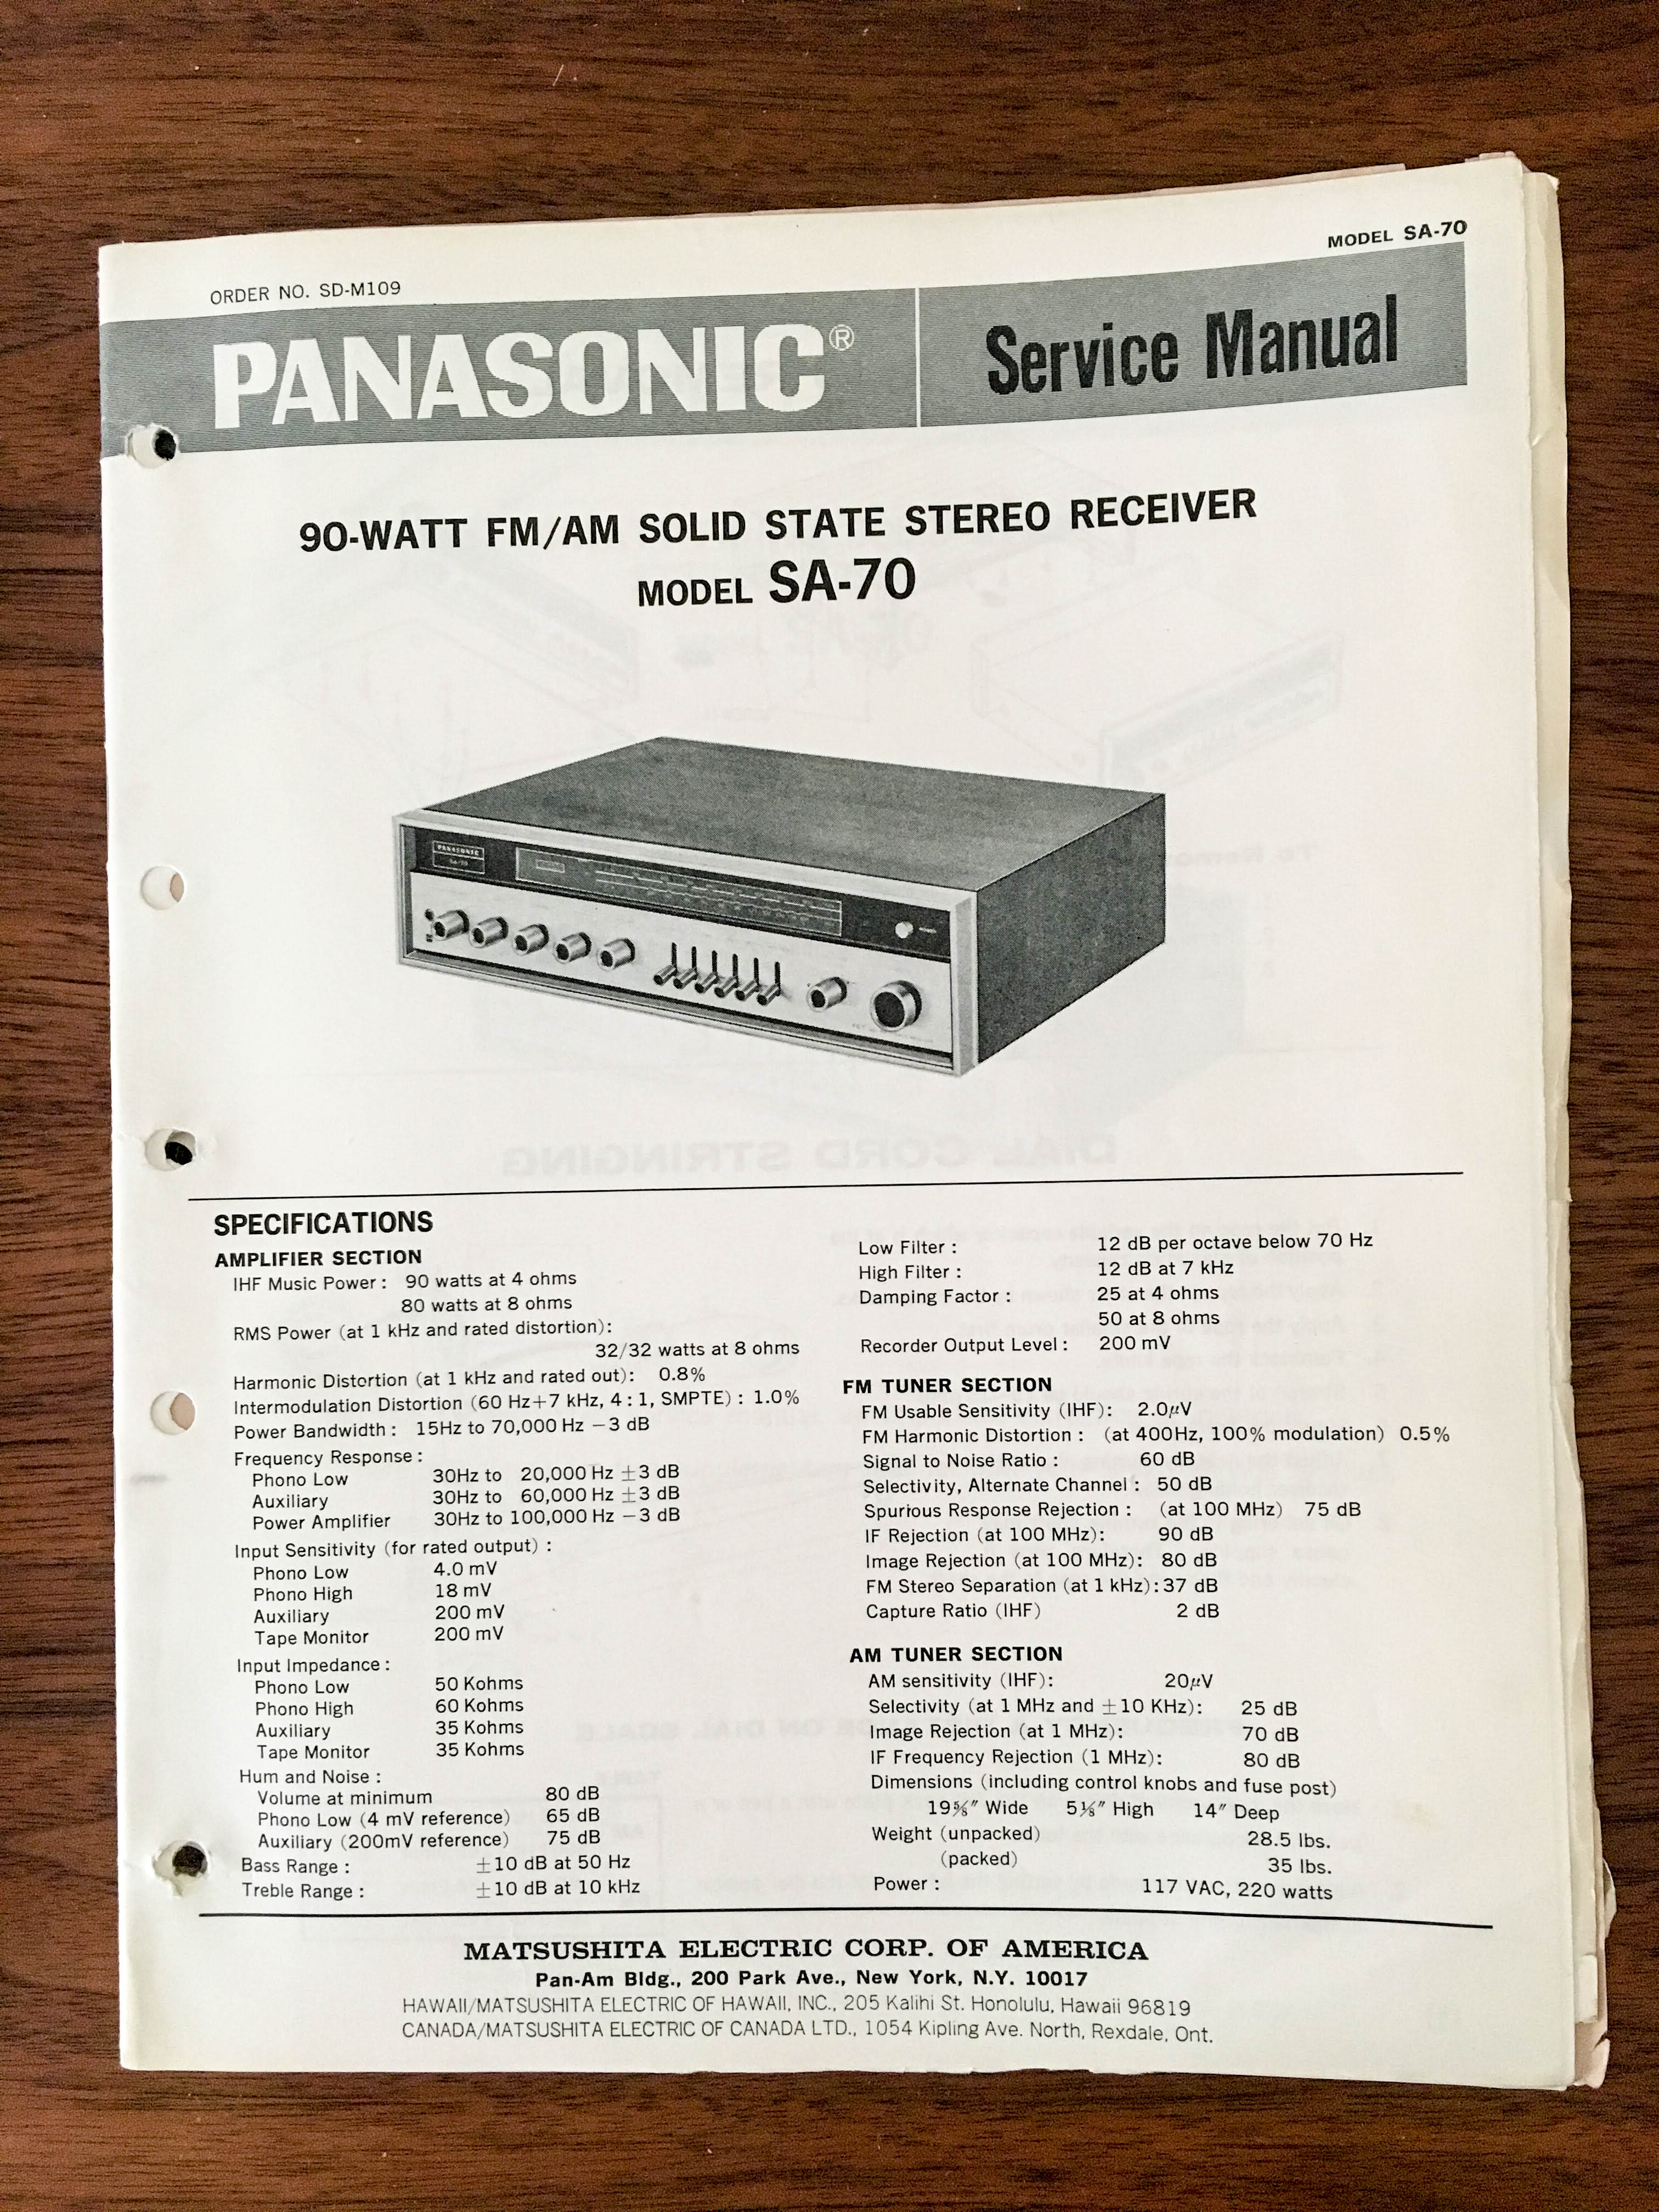 MODEL SA-70
ORDER NO. SD-M109
PANASONIC®
Service Manual
90-WATT FM/AM SOLID STATE STEREO RECEIVER
MODEL SA-70
PANASONIC
SA-70
POWER
SPECIFICATIONS
AMPLIFIER SECTION
IHF Music Power: 90 watts at 4 ohms
80 watts at 8 ohms
RMS Power (at 1 kHz and rated distortion):
32/32 watts at 8 ohms
Harmonic Distortion (at 1 kHz and rated out): 0.8%
Intermodulation Distortion (60 Hz+7 kHz, 4:1, SMPTE): 1.0%
Power Bandwidth: 15Hz to 70,000 Hz −3 dB
Frequency Response:
Phono Low 30Hz to 20,000 Hz ±3 dB
Auxiliary 30Hz to 60,000 Hz ±3 dB
Power Amplifier 30Hz to 100,000 Hz −3 dB
Input Sensitivity (for rated output):
Phono Low 4.0 mV
Phono High 18 mV
Auxiliary 200 mV
Tape Monitor 200 mV
Input Impedance:
Phono Low 50 Kohms
Phono High 60 Kohms
Auxiliary 35 Kohms
Tape Monitor 35 Kohms
Hum and Noise:
Volume at minimum 80 dB
Phono Low (4 mV reference) 65 dB
Auxiliary (200mV reference) 75 dB
Bass Range: ±10 dB at 50 Hz
Treble Range: ±10 dB at 10 kHz
Low Filter: 12 dB per octave below 70 Hz
High Filter: 12 dB at 7 kHz
Damping Factor: 25 at 4 ohms
50 at 8 ohms
Recorder Output Level: 200 mV
FM TUNER SECTION
FM Usable Sensitivity (IHF): 2.0μV
FM Harmonic Distortion: (at 400Hz, 100% modulation) 0.5%
Signal to Noise Ratio: 60 dB
Selectivity, Alternate Channel: 50 dB
Spurious Response Rejection: (at 100 MHz) 75 dB
IF Rejection (at 100 MHz): 90 dB
Image Rejection (at 100 MHz): 80 dB
FM Stereo Separation (at 1 kHz): 37 dB
Capture Ratio (IHF) 2 dB
AM TUNER SECTION
AM sensitivity (IHF): 20μV
Selectivity (at 1 MHz and ±10 KHz): 25 dB
Image Rejection (at 1 MHz): 70 dB
IF Frequency Rejection (1 MHz): 80 dB
Dimensions (including control knobs and fuse post)
19⅝″ Wide 5⅛″ High 14″ Deep
Weight (unpacked) 28.5 lbs.
(packed) 35 lbs.
Power: 117 VAC, 220 watts
MATSUSHITA ELECTRIC CORP. OF AMERICA
Pan-Am Bldg., 200 Park Ave., New York, N.Y. 10017
HAWAII/MATSUSHITA ELECTRIC OF HAWAII, INC., 205 Kalihi St. Honolulu, Hawaii 96819
CANADA/MATSUSHITA ELECTRIC OF CANADA LTD., 1054 Kipling Ave. North, Rexdale, Ont.